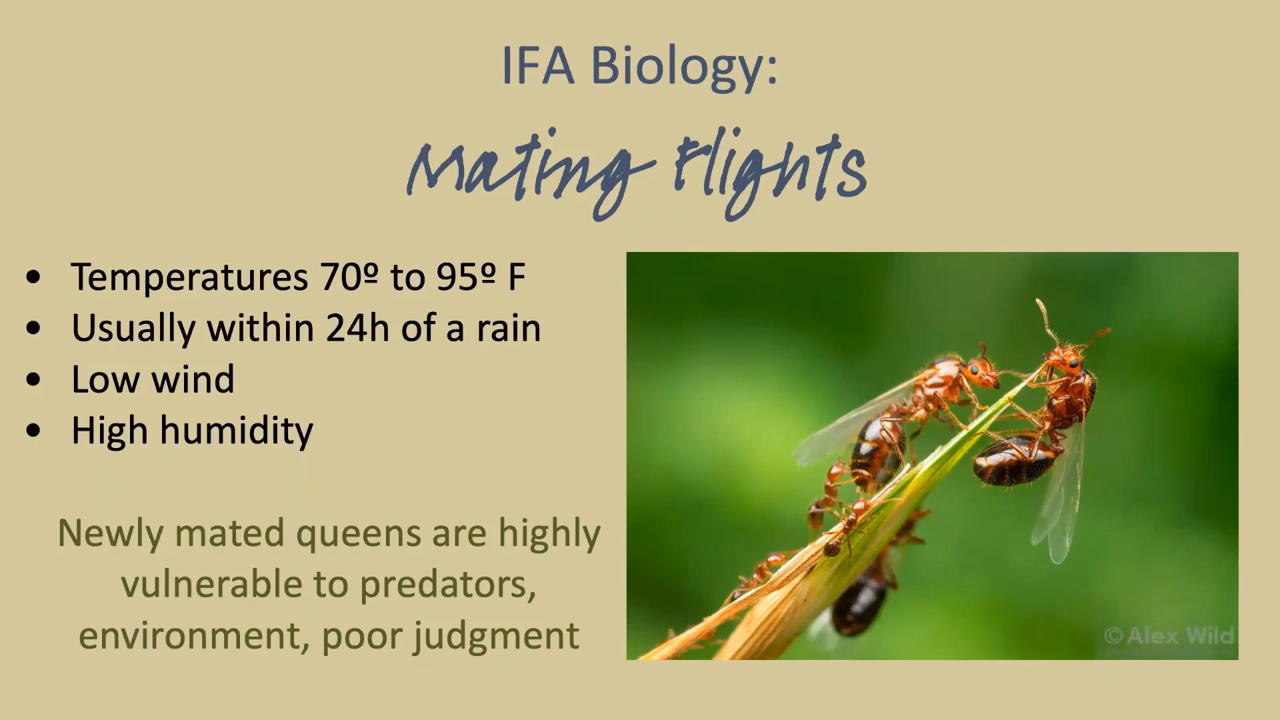 IFA Biology:
Mating Flights
• Temperatures 70º to 95º F
• Usually within 24h of a rain
• Low wind
• High humidity
Newly mated queens are highly
vulnerable to predators,
environment, poor judgment
©Alex Wild